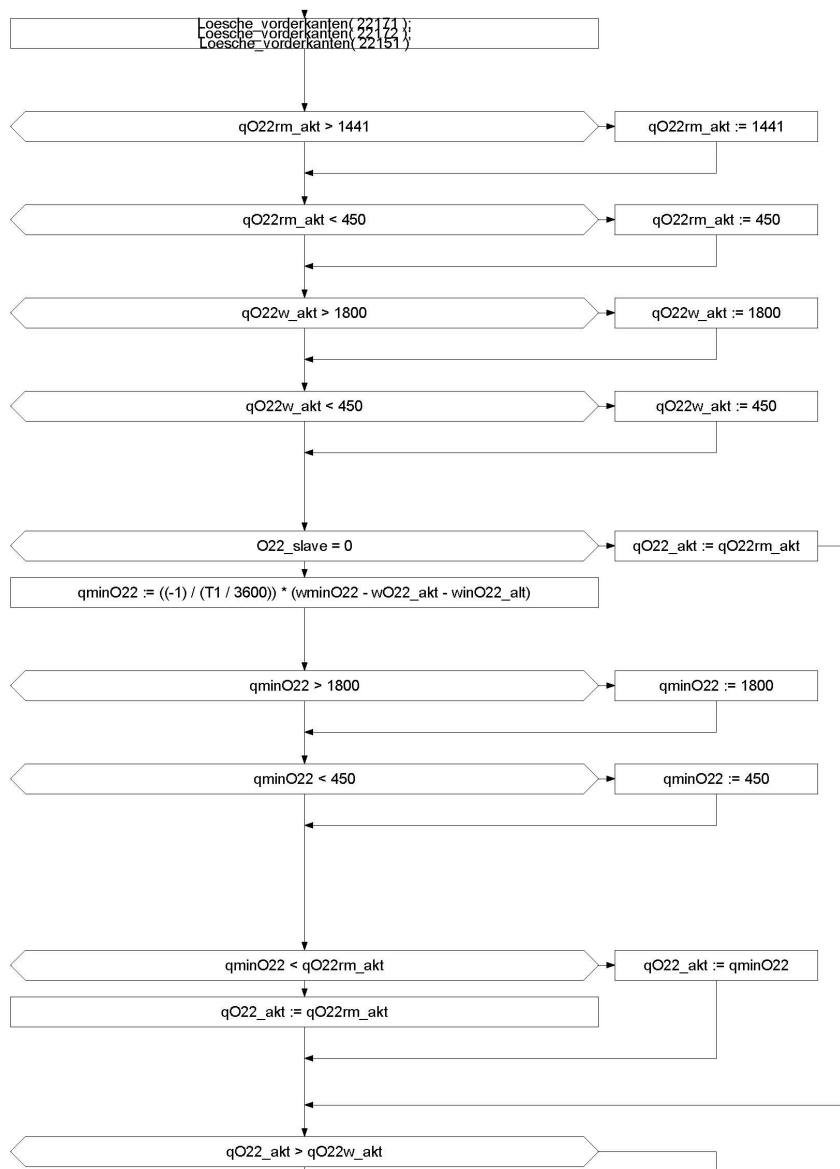 Loesche_vorderkanten( 22171 );
Loesche_vorderkanten( 22172 );
Loesche_vorderkanten( 22151 )
qO22rm_akt > 1441
qO22rm_akt := 1441
qO22rm_akt < 450
qO22rm_akt := 450
qO22w_akt > 1800
qO22w_akt := 1800
qO22w_akt < 450
qO22w_akt := 450
O22_slave = 0
qO22_akt := qO22rm_akt
qminO22 := ((-1) / (T1 / 3600)) * (wminO22 - wO22_akt - winO22_alt)
qminO22 > 1800
qminO22 := 1800
qminO22 < 450
qminO22 := 450
qminO22 < qO22rm_akt
qO22_akt := qminO22
qO22_akt := qO22rm_akt
qO22_akt > qO22w_akt